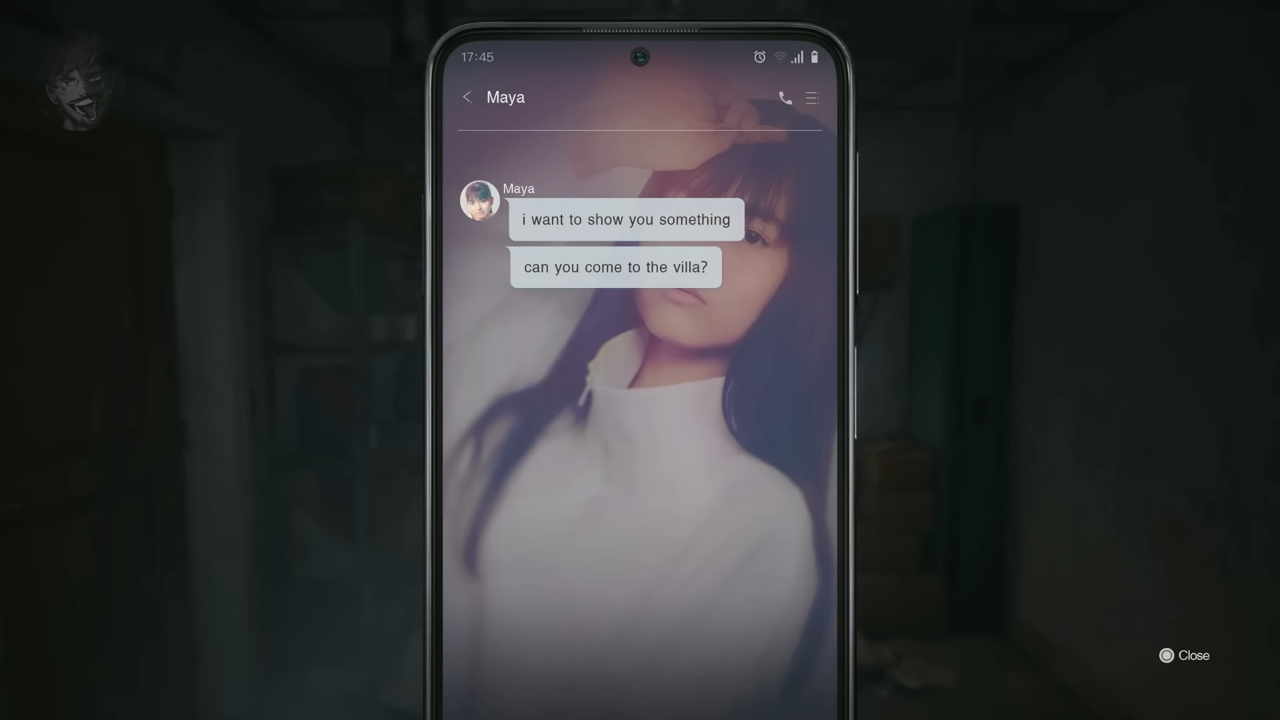 17:45
Maya
Maya
i want to show you something
can you come to the villa?
Close